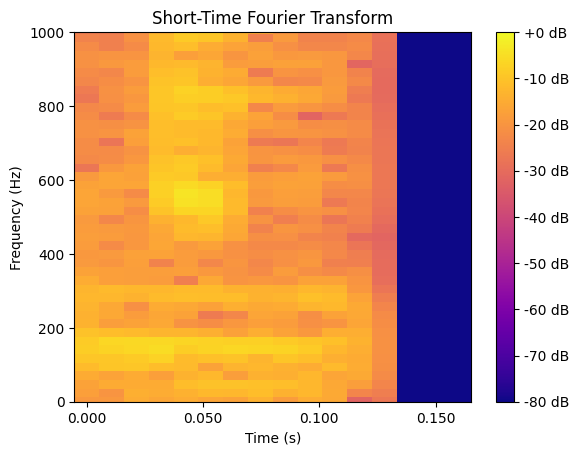 Short-Time Fourier Transform
1000
800
600
400
200
0
Frequency (Hz)
0.000
0.050
0.100
0.150
Time (s)
+0 dB
-10 dB
-20 dB
-30 dB
-40 dB
-50 dB
-60 dB
-70 dB
-80 dB